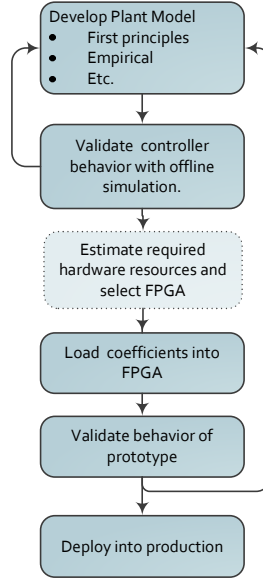 Develop Plant Model
• First principles
• Empirical
• Etc.
Validate controller
behavior with offline
simulation.
Estimate required
hardware resources and
select FPGA
Load coefficients into
FPGA
Validate behavior of
prototype
Deploy into production